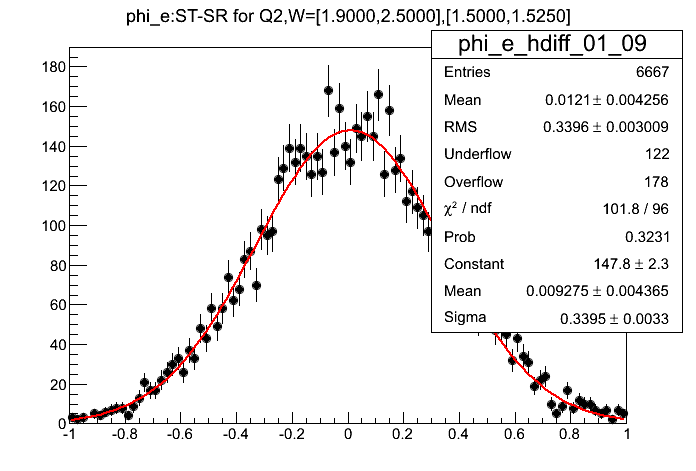 phi_e:ST-SR for Q2,W=[1.9000,2.5000],[1.5000,1.5250]
phi_e_hdiff_01_09
Entries 6667
Mean 0.0121 ± 0.004256
RMS 0.3396 ± 0.003009
Underflow 122
Overflow 178
χ² / ndf 101.8 / 96
Prob 0.3231
Constant 147.8 ± 2.3
Mean 0.009275 ± 0.004365
Sigma 0.3395 ± 0.0033
180
160
140
120
100
80
60
40
20
0
-1 -0.8 -0.6 -0.4 -0.2 0 0.2 0.4 0.6 0.8 1